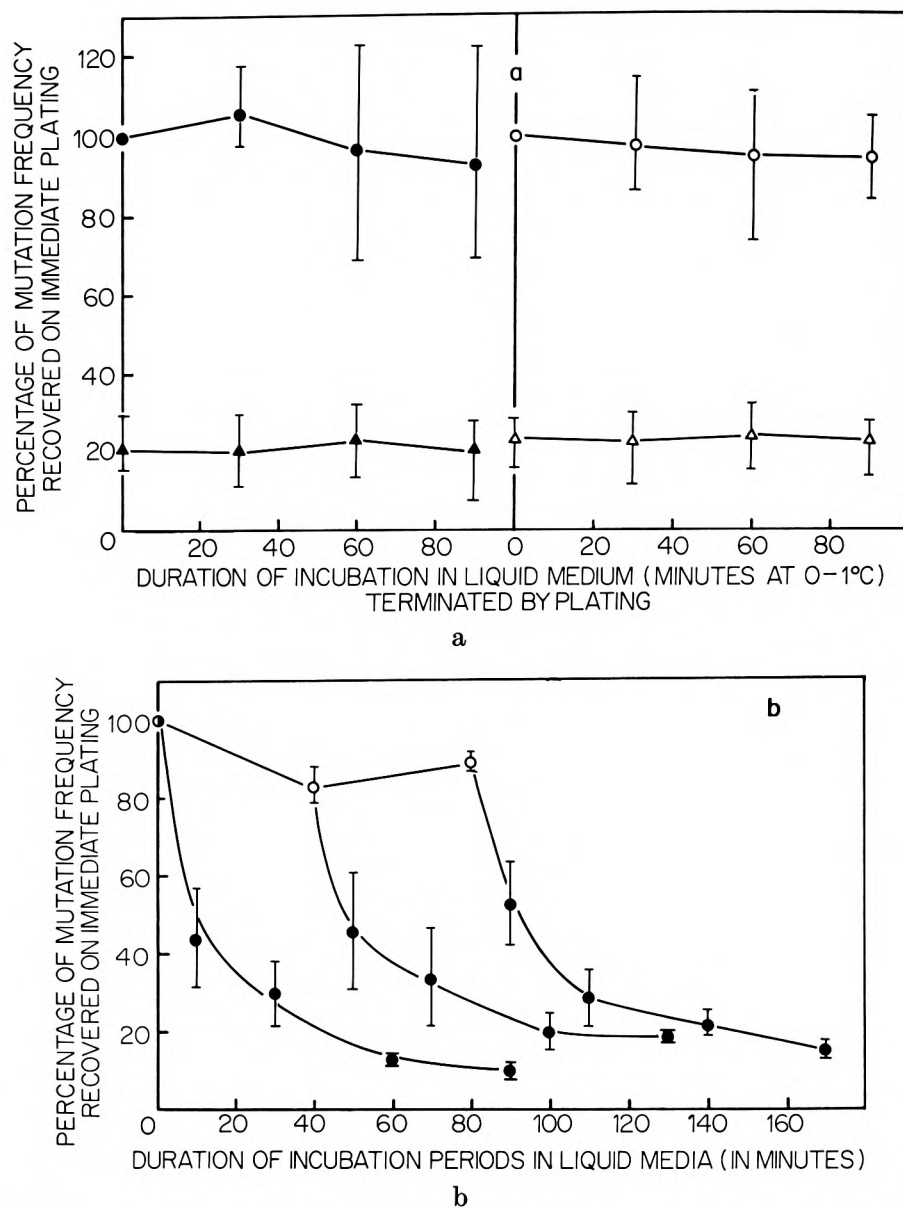 PERCENTAGE OF MUTATION FREQUENCY
RECOVERED ON IMMEDIATE PLATING
120
100
80
60
40
20
0
a
20
40
60
80
0
20
40
60
80
DURATION OF INCUBATION IN LIQUID MEDIUM (MINUTES AT 0-1°C)
TERMINATED BY PLATING
a
PERCENTAGE OF MUTATION FREQUENCY
RECOVERED ON IMMEDIATE PLATING
b
100
80
60
40
20
0
20
40
60
80
100
120
140
160
DURATION OF INCUBATION PERIODS IN LIQUID MEDIA (IN MINUTES)
b